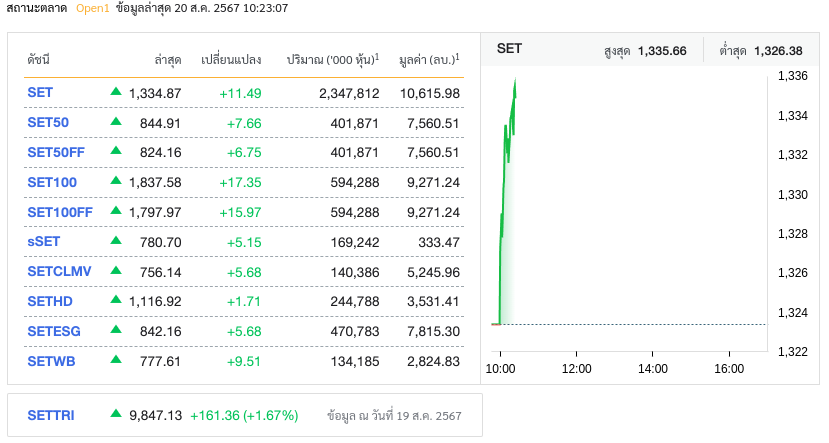 สถานะตลาด Open1 ข้อมูลล่าสุด 20 ส.ค. 2567 10:23:07
ดัชนี ล่าสุด เปลี่ยนแปลง ปริมาณ ('000 หุ้น)1 มูลค่า (ลบ.)1
SET 1,334.87 +11.49 2,347,812 10,615.98
SET50 844.91 +7.66 401,871 7,560.51
SET50FF 824.16 +6.75 401,871 7,560.51
SET100 1,837.58 +17.35 594,288 9,271.24
SET100FF 1,797.97 +15.97 594,288 9,271.24
sSET 780.70 +5.15 169,242 333.47
SETCLMV 756.14 +5.68 140,386 5,245.96
SETHD 1,116.92 +1.71 244,788 3,531.41
SETESG 842.16 +5.68 470,783 7,815.30
SETWB 777.61 +9.51 134,185 2,824.83
SET สูงสุด 1,335.66 ต่ำสุด 1,326.38
1,336
1,334
1,332
1,330
1,328
1,326
1,324
1,322
10:00 12:00 14:00 16:00
SETTRI 9,847.13 +161.36 (+1.67%) ข้อมูล ณ วันที่ 19 ส.ค. 2567